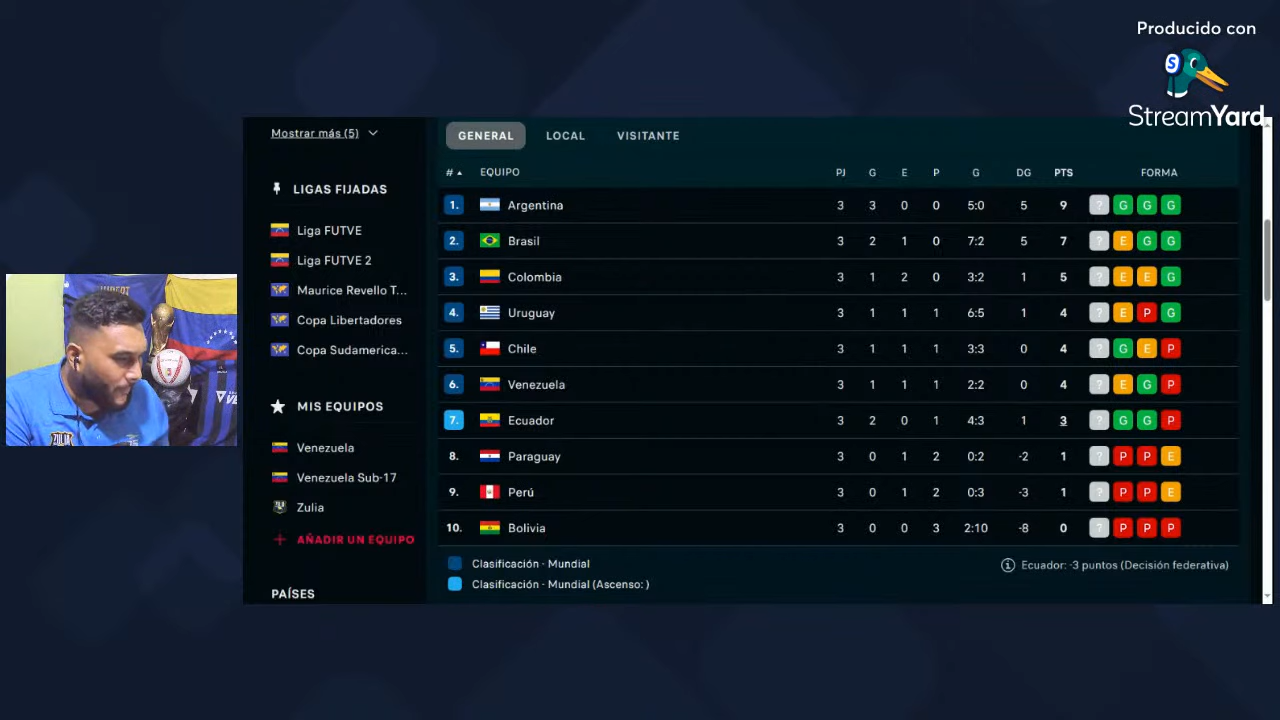 Producido con
StreamYard
Mostrar más (5)
LIGAS FIJADAS
Liga FUTVE
Liga FUTVE 2
Maurice Revello T...
Copa Libertadores
Copa Sudamerica...
MIS EQUIPOS
Venezuela
Venezuela Sub-17
Zulia
+ AÑADIR UN EQUIPO
PAÍSES
GENERAL LOCAL VISITANTE
# EQUIPO PJ G E P G DG PTS FORMA
1. Argentina 3 3 0 0 5:0 5 9 ? G G G
2. Brasil 3 2 1 0 7:2 5 7 ? E G G
3. Colombia 3 1 2 0 3:2 1 5 ? E E G
4. Uruguay 3 1 1 1 6:5 1 4 ? E P G
5. Chile 3 1 1 1 3:3 0 4 ? G E P
6. Venezuela 3 1 1 1 2:2 0 4 ? E G P
7. Ecuador 3 2 0 1 4:3 1 3 ? G G P
8. Paraguay 3 0 1 2 0:2 -2 1 ? P P E
9. Perú 3 0 1 2 0:3 -3 1 ? P P E
10. Bolivia 3 0 0 3 2:10 -8 0 ? P P P
Clasificación - Mundial
Clasificación - Mundial (Ascenso: )
Ecuador: -3 puntos (Decisión federativa)